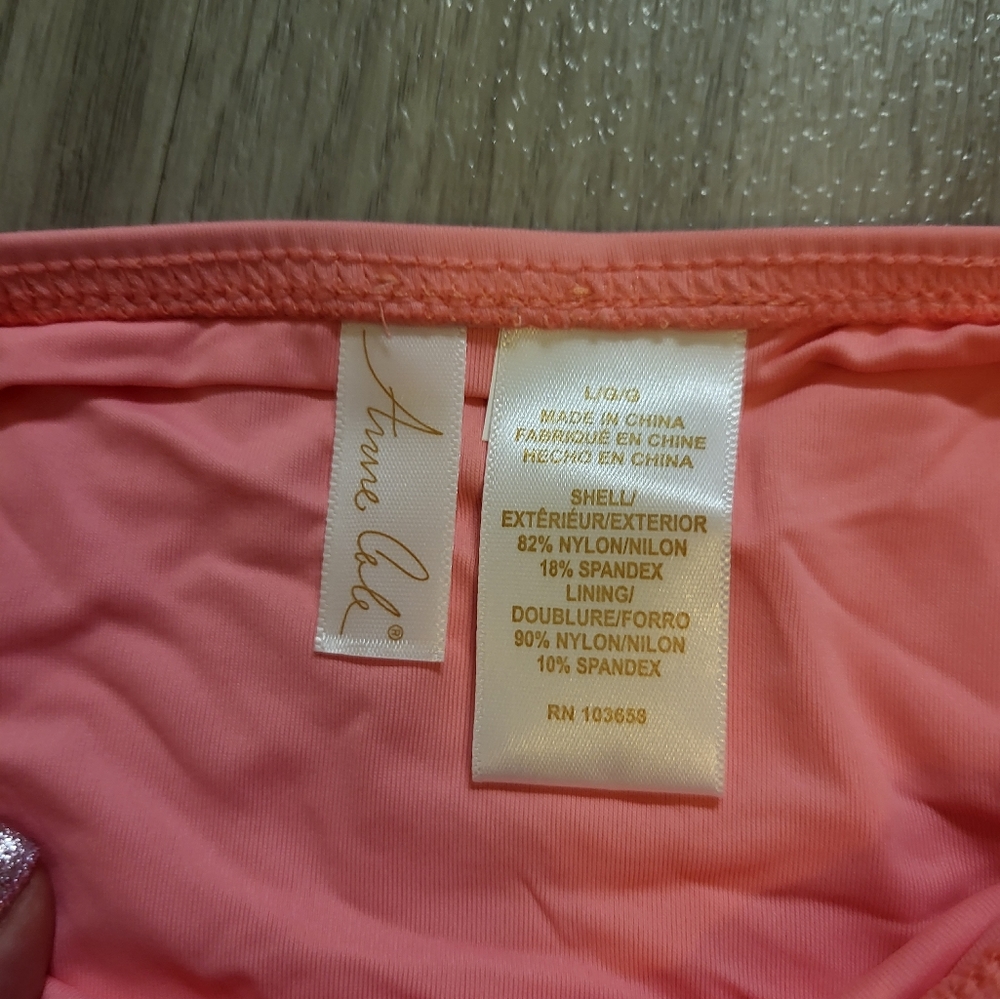 Anne Cole®
L/G/G
MADE IN CHINA
FABRIQUÉ EN CHINE
HECHO EN CHINA
SHELL/
EXTÊRIÉUR/EXTERIOR
82% NYLON/NILON
18% SPANDEX
LINING/
DOUBLURE/FORRO
90% NYLON/NILON
10% SPANDEX
RN 103658